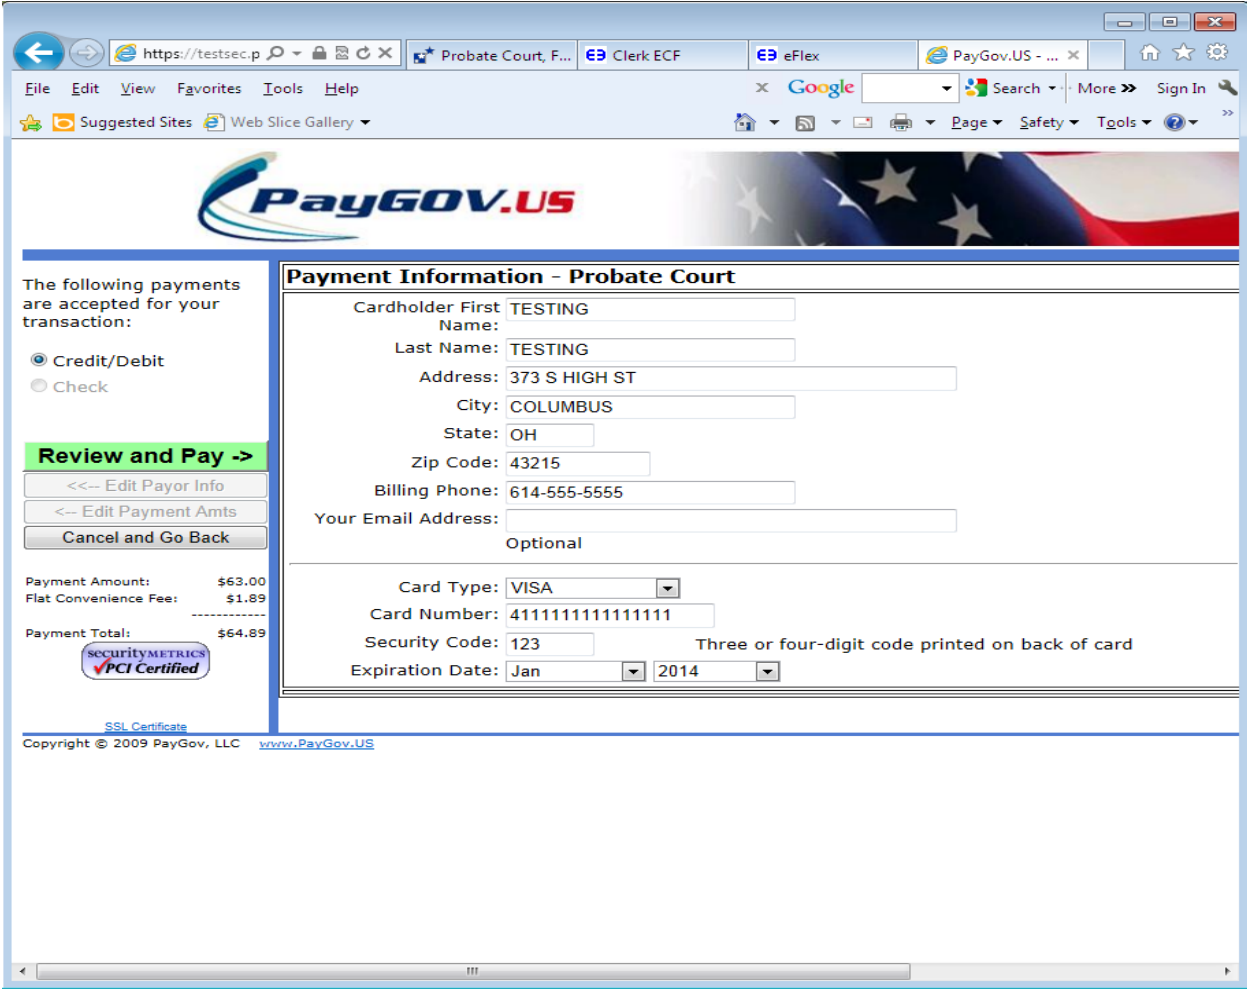 https://testsec.p
Probate Court, F...
Clerk ECF
eFlex
PayGov.US - ...
File Edit View Favorites Tools Help
x Google Search More >> Sign In
Suggested Sites Web Slice Gallery
Page Safety Tools >>
PayGOV.US
The following payments
are accepted for your
transaction:
Credit/Debit
Check
Review and Pay ->
<<-- Edit Payor Info
<-- Edit Payment Amts
Cancel and Go Back
Payment Amount: $63.00
Flat Convenience Fee: $1.89
------------
Payment Total: $64.89
securityMETRICS
PCI Certified
SSL Certificate
Payment Information - Probate Court
Cardholder First
Name: TESTING
Last Name: TESTING
Address: 373 S HIGH ST
City: COLUMBUS
State: OH
Zip Code: 43215
Billing Phone: 614-555-5555
Your Email Address:
Optional
Card Type: VISA
Card Number: 4111111111111111
Security Code: 123 Three or four-digit code printed on back of card
Expiration Date: Jan 2014
Copyright © 2009 PayGov, LLC www.PayGov.US